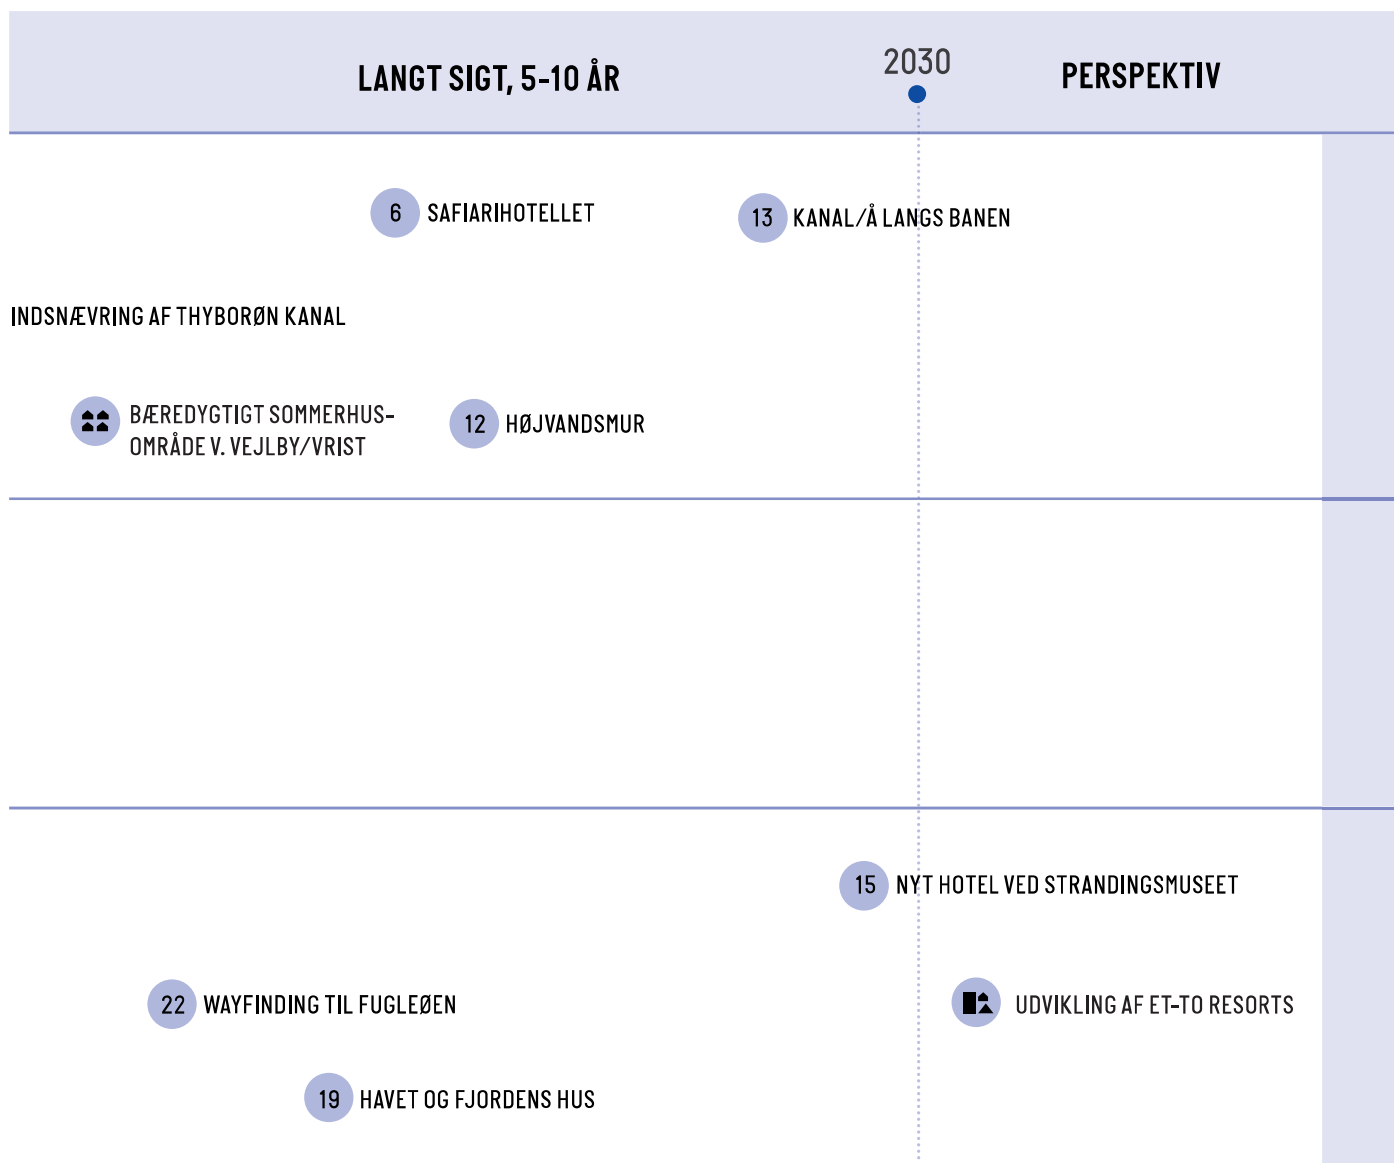 LANGT SIGT, 5-10 ÅR
2030
PERSPEKTIV
6 SAFIARIHOTELLET
13 KANAL/Å LANGS BANEN
INDSNÆVRING AF THYBORØN KANAL
BÆREDYGTIGT SOMMERHUS-
OMRÅDE V. VEJLBY/VRIST
12 HØJVANDSMUR
15 NYT HOTEL VED STRANDINGSMUSEET
22 WAYFINDING TIL FUGLEØEN
UDVIKLING AF ET-TO RESORTS
19 HAVET OG FJORDENS HUS